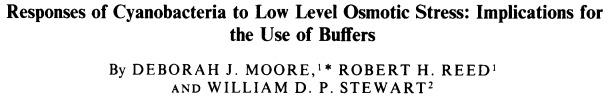 Responses of Cyanobacteria to Low Level Osmotic Stress: Implications for
the Use of Buffers
By DEBORAH J. MOORE,¹* ROBERT H. REED¹
AND WILLIAM D. P. STEWART²